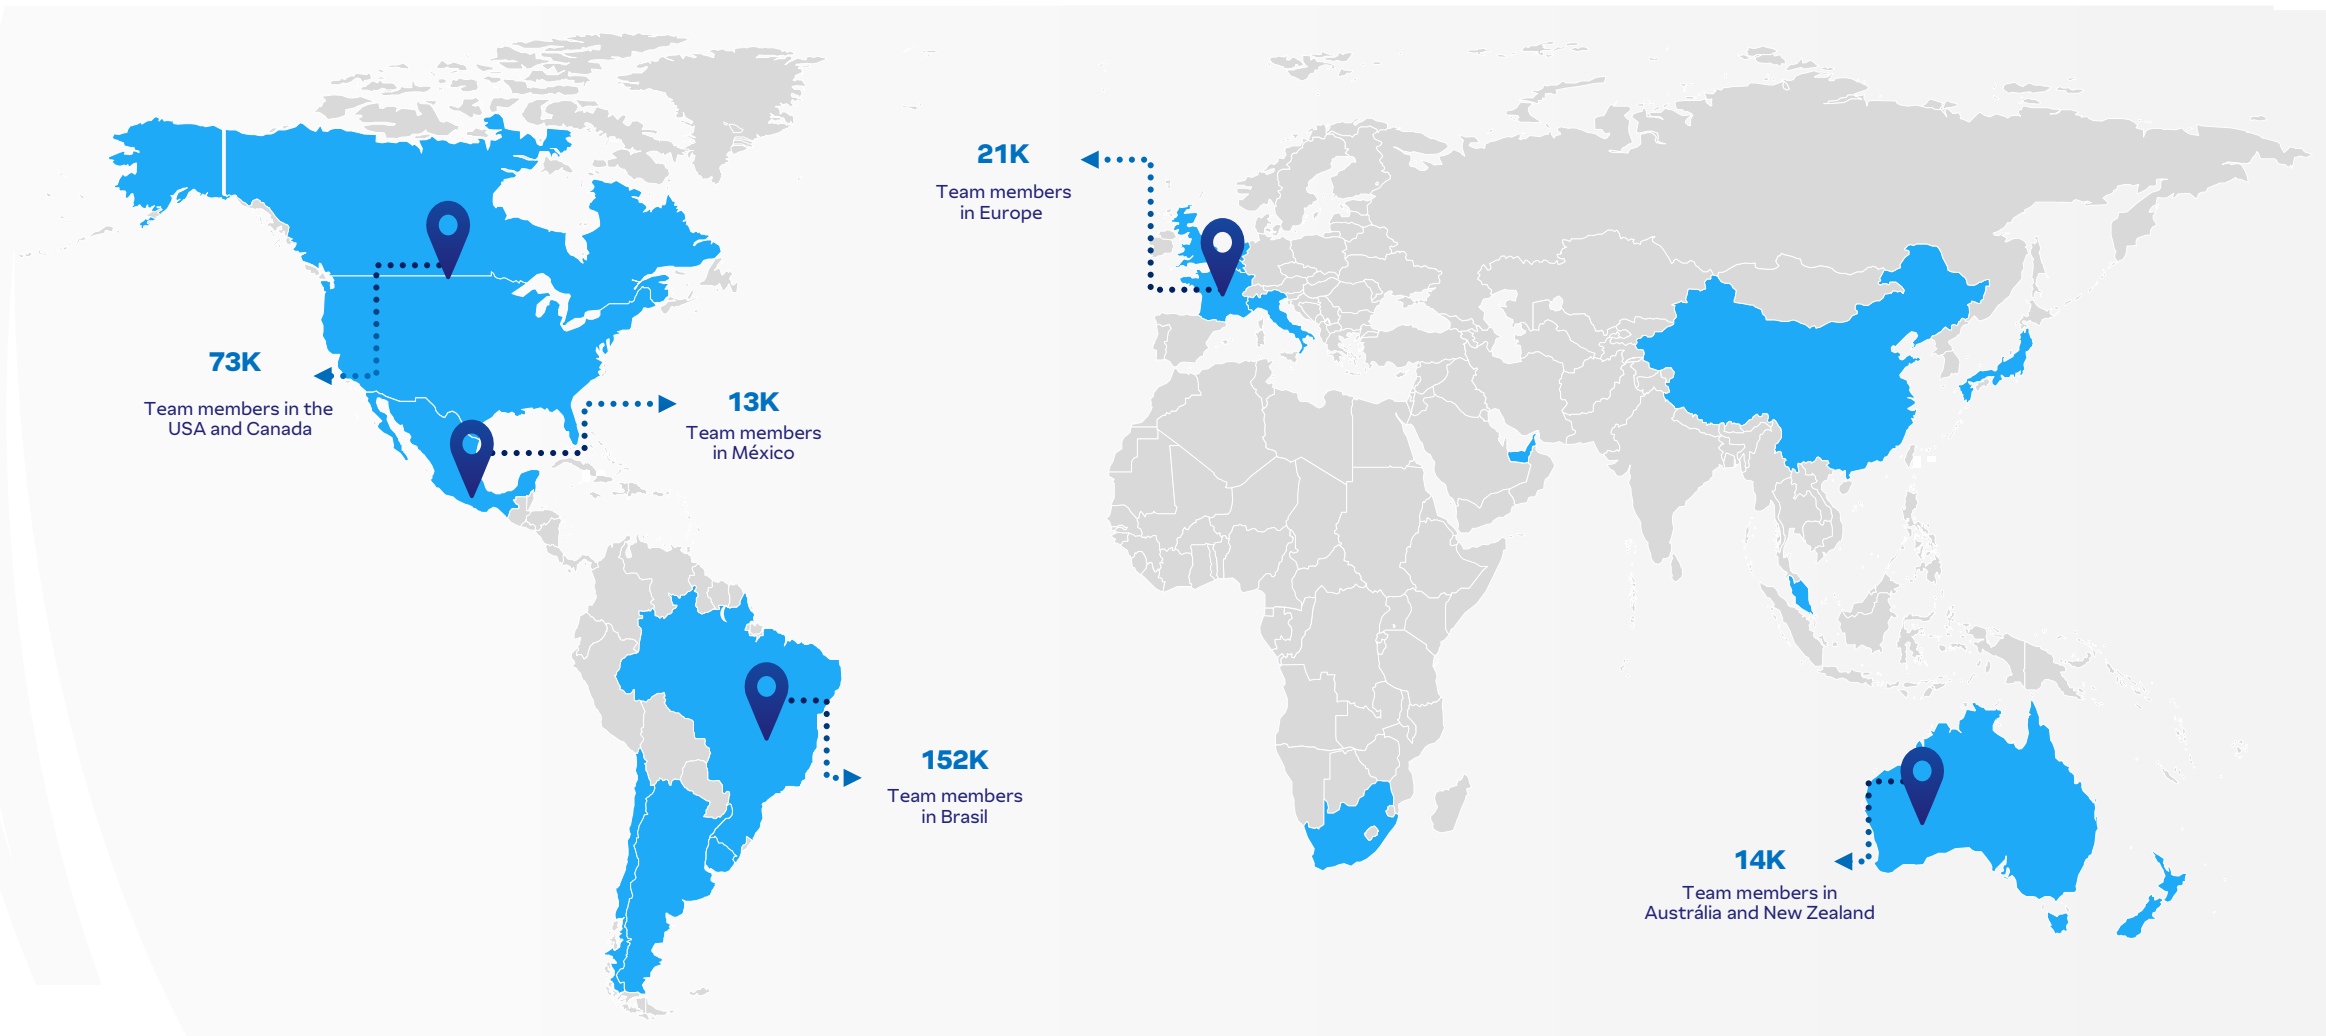 21K
Team members
in Europe
73K
Team members in the
USA and Canada
13K
Team members
in México
152K
Team members
in Brasil
14K
Team members in
Austrália and New Zealand